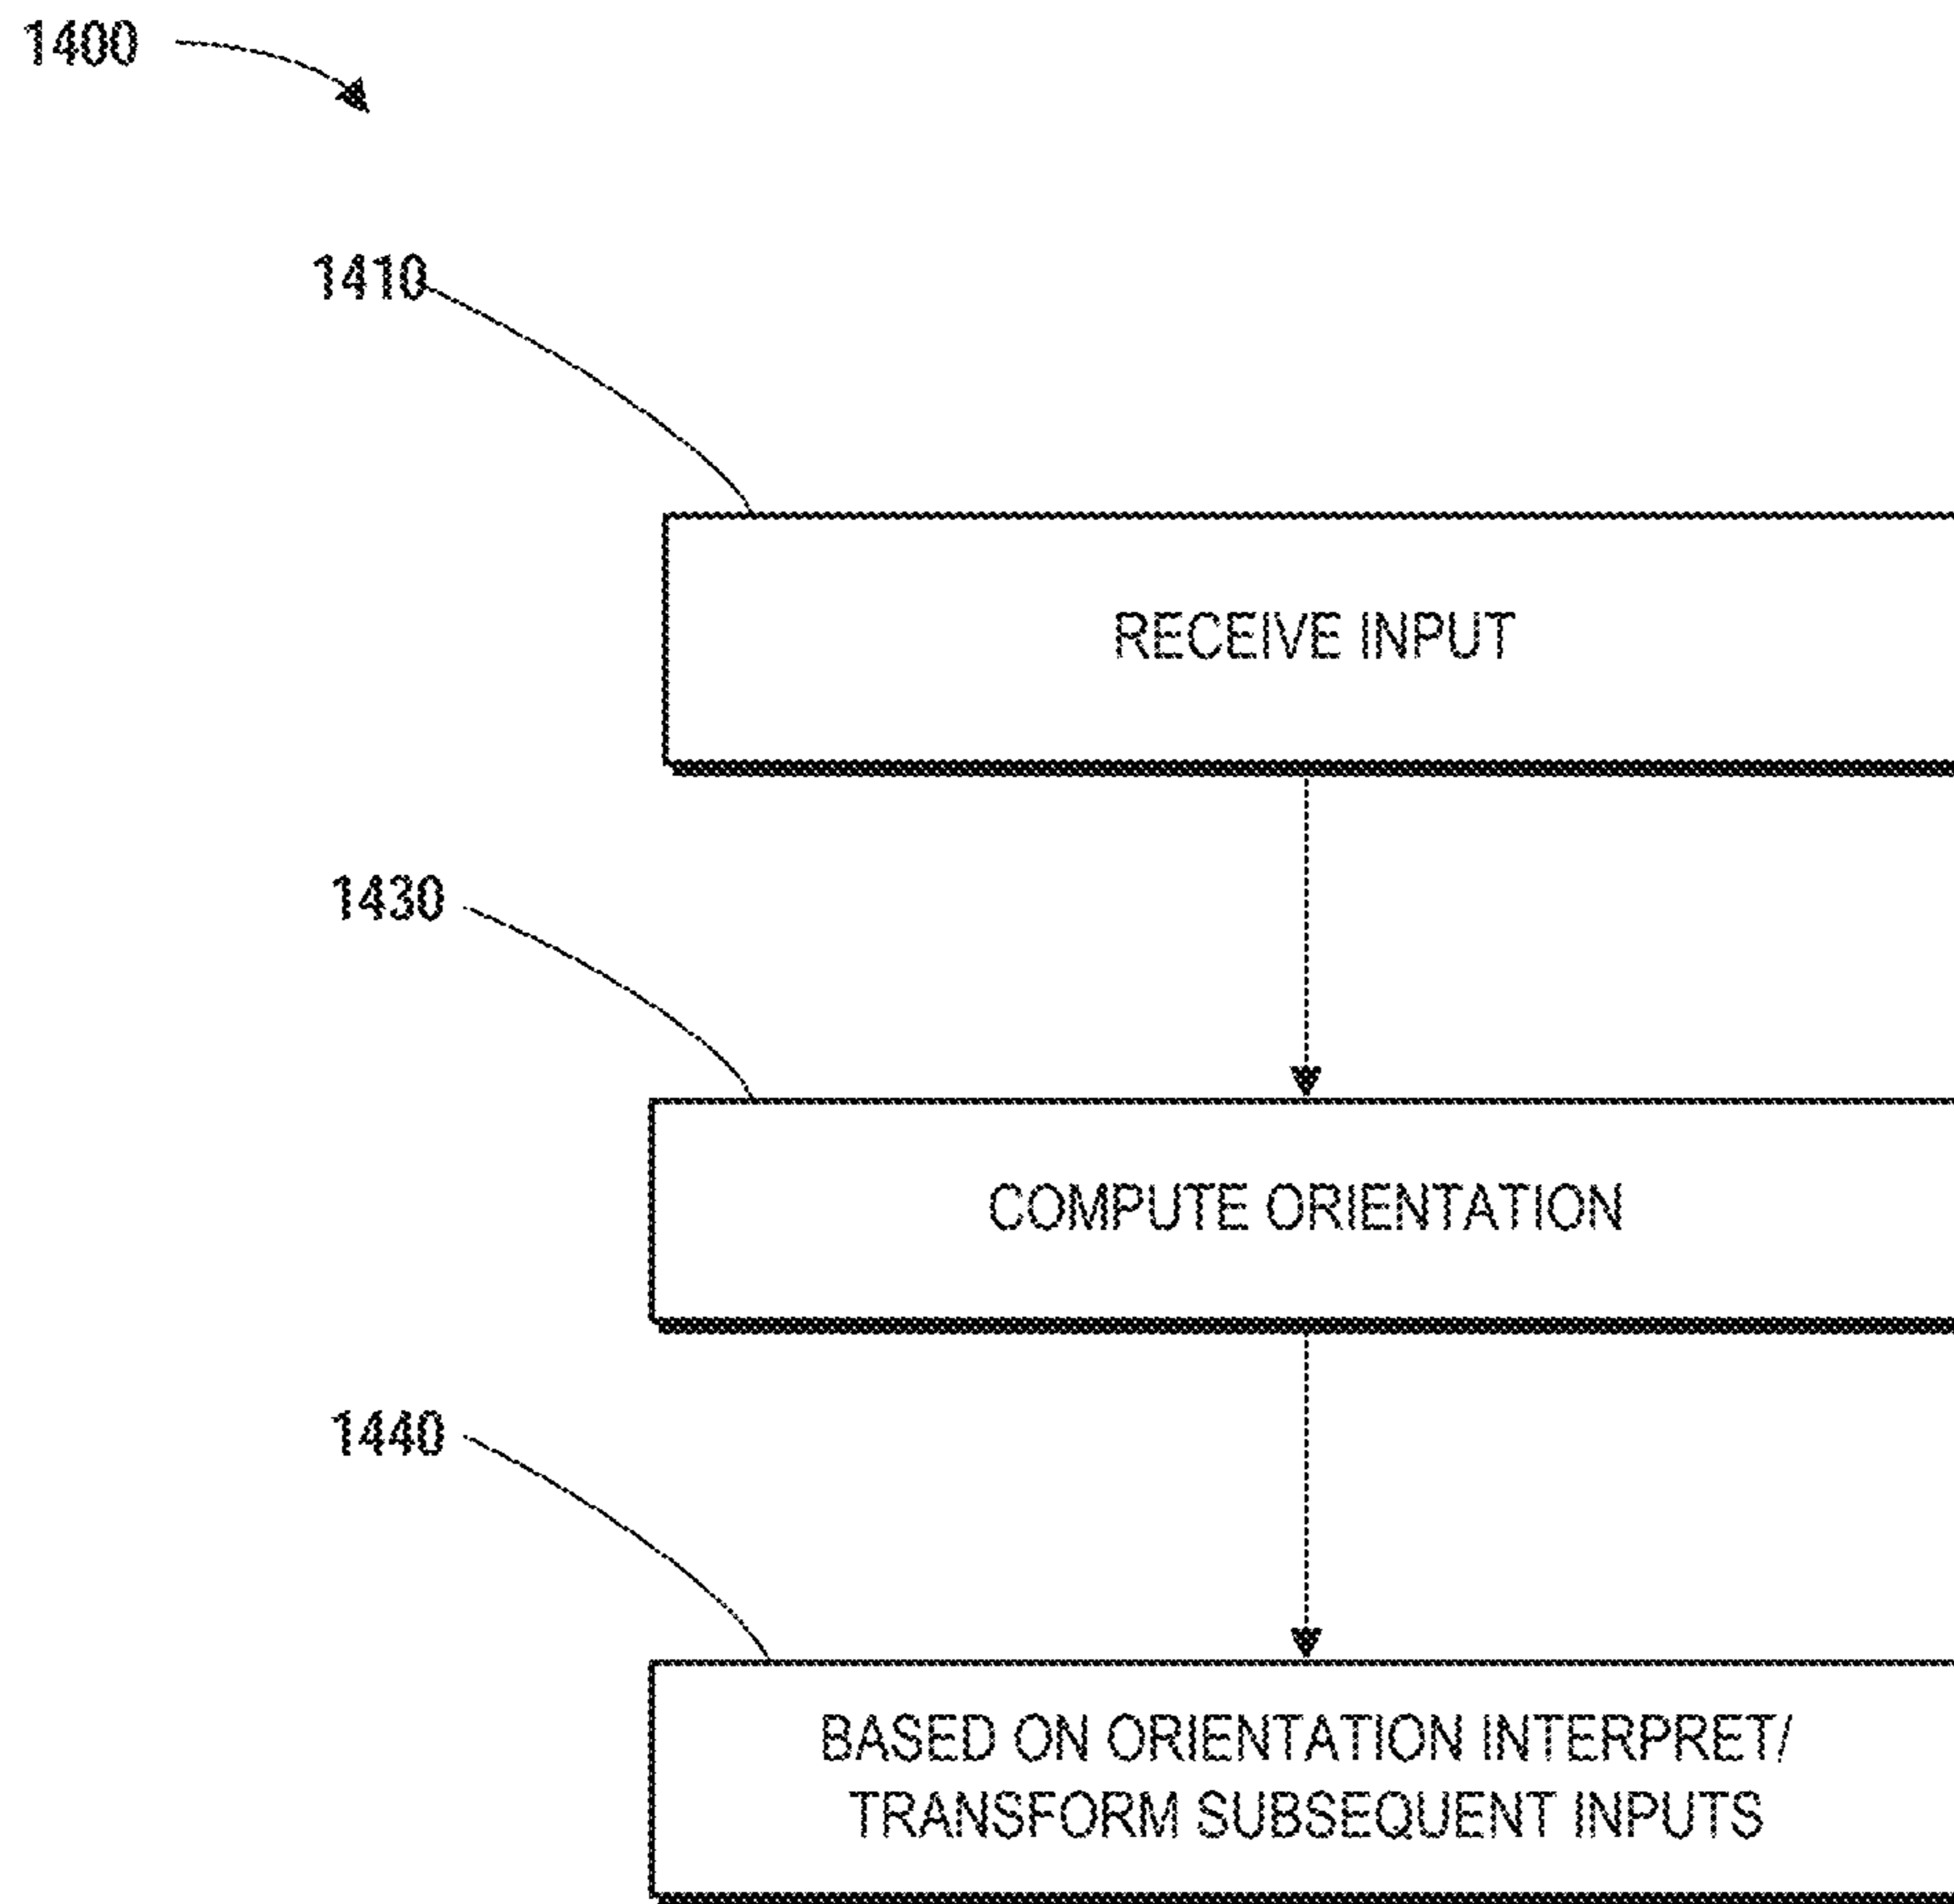 1400
1410
RECEIVE INPUT
1430
COMPUTE ORIENTATION
1440
BASED ON ORIENTATION INTERPRET/
TRANSFORM SUBSEQUENT INPUTS